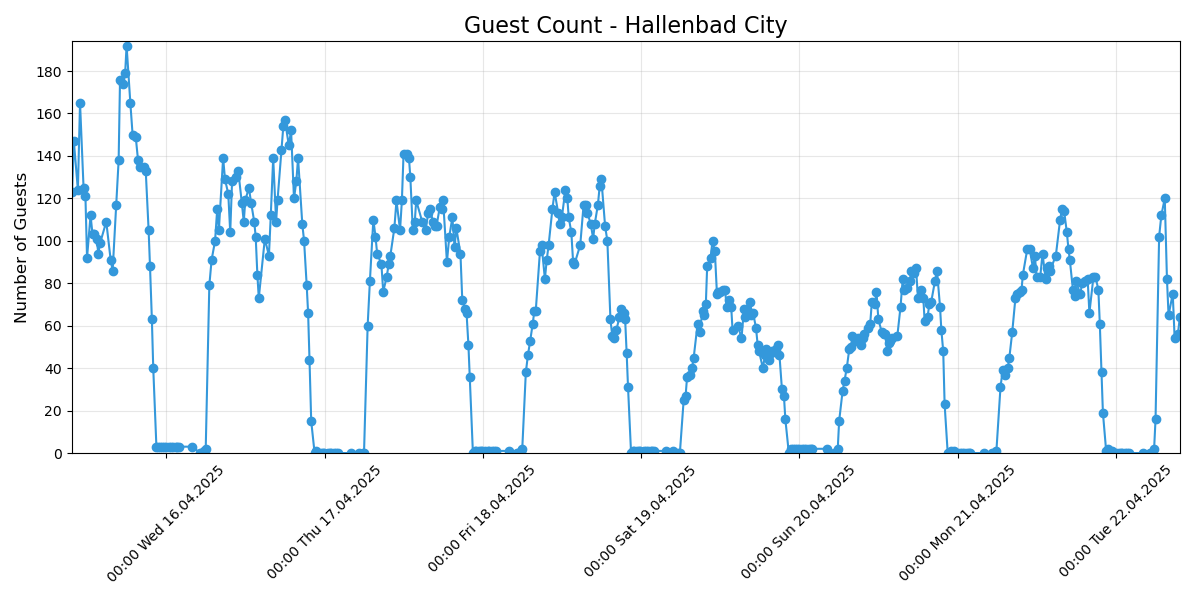 Guest Count - Hallenbad City
Number of Guests
180
160
140
120
100
80
60
40
20
0
00:00 Wed 16.04.2025
00:00 Thu 17.04.2025
00:00 Fri 18.04.2025
00:00 Sat 19.04.2025
00:00 Sun 20.04.2025
00:00 Mon 21.04.2025
00:00 Tue 22.04.2025